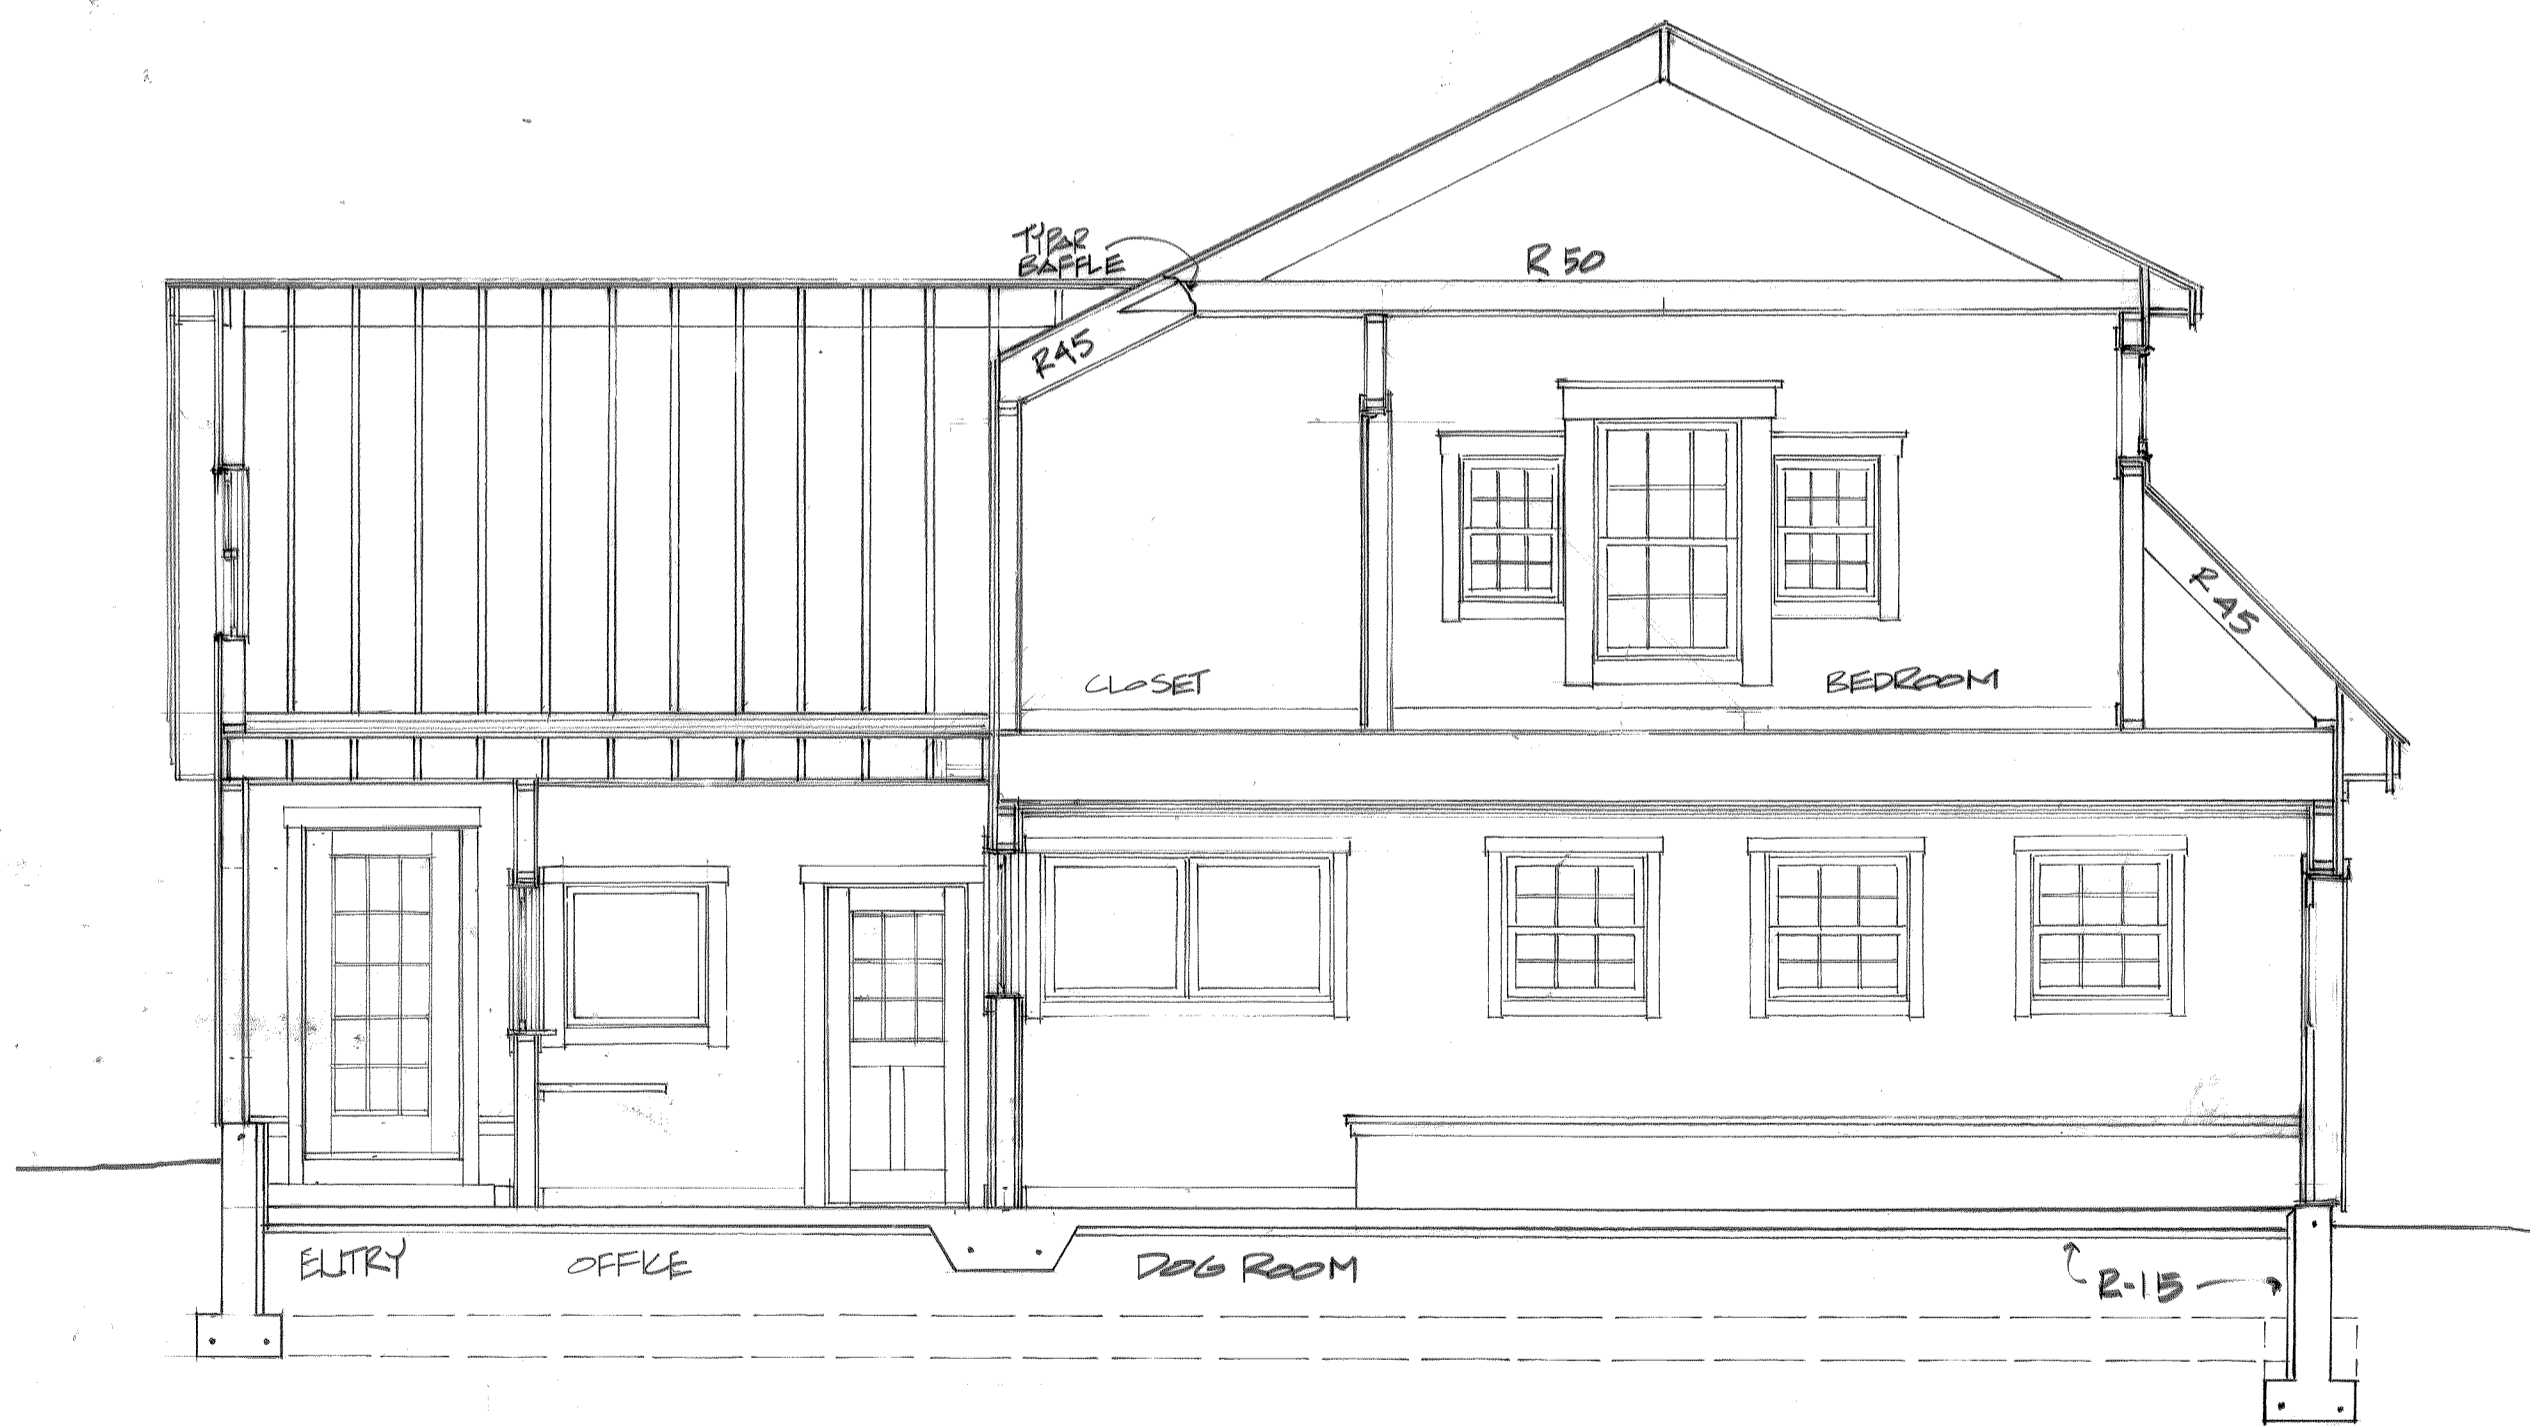 TYPAR
BAFFLE
R 50
R45
R 45
CLOSET
BEDROOM
ENTRY
OFFICE
DOG ROOM
R-15